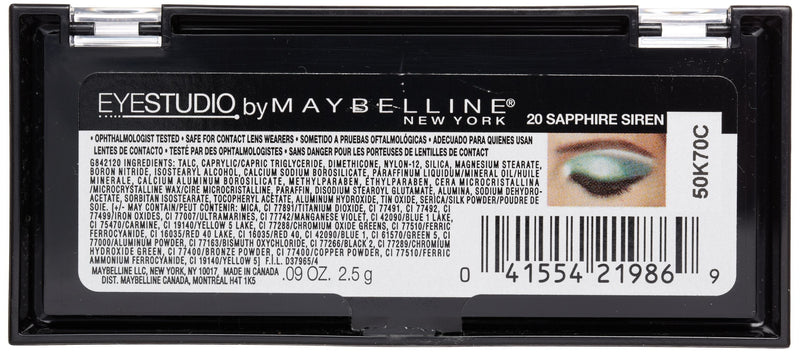 EYESTUDIO® by MAYBELLINE®
NEW YORK
20 SAPPHIRE SIREN
• OPHTHALMOLOGIST TESTED • SAFE FOR CONTACT LENS WEARERS • SOMETIDO A PRUEBAS OFTALMOLÓGICAS • ADECUADO PARA QUIENES USAN
LENTES DE CONTACTO • TESTÉ PAR DES OPHTALMOLOGISTES • SANS DANGER POUR LES PORTEUSES DE LENTILLES DE CONTACT
G842120 INGREDIENTS: TALC, CAPRYLIC/CAPRIC TRIGLYCERIDE, DIMETHICONE, NYLON-12, SILICA, MAGNESIUM STEARATE,
BORON NITRIDE, ISOSTEARYL ALCOHOL, CALCIUM SODIUM BOROSILICATE, PARAFFINUM LIQUIDUM/MINERAL OIL/HUILE
MINERALE, CALCIUM ALUMINUM BOROSILICATE, METHYLPARABEN, ETHYLPARABEN, CERA MICROCRISTALLINA
/MICROCRYSTALLINE WAX/CIRE MICROCRISTALLINE, PARAFFIN, DISODIUM STEAROYL GLUTAMATE, ALUMINA, SODIUM DEHYDRO-
ACETATE, SORBITAN ISOSTEARATE, TOCOPHERYL ACETATE, ALUMINUM HYDROXIDE, TIN OXIDE, SERICA/SILK POWDER/POUDRE DE
SOIE. [+/- MAY CONTAIN/PEUT CONTENIR: MICA, CI 77891/TITANIUM DIOXIDE, CI 77491, CI 77492, CI
77499/IRON OXIDES, CI 77007/ULTRAMARINES, CI 77742/MANGANESE VIOLET, CI 42090/BLUE 1 LAKE,
CI 75470/CARMINE, CI 19140/YELLOW 5 LAKE, CI 77288/CHROMIUM OXIDE GREENS, CI 77510/FERRIC
FERROCYANIDE, CI 16035/RED 40 LAKE, CI 16035/RED 40, CI 42090/BLUE 1, CI 61570/GREEN 5, CI
77000/ALUMINUM POWDER, CI 77163/BISMUTH OXYCHLORIDE, CI 77266/BLACK 2, CI 77289/CHROMIUM
HYDROXIDE GREEN, CI 77400/BRONZE POWDER, CI 77400/COPPER POWDER, CI 77510/FERRIC
AMMONIUM FERROCYANIDE, CI 19140/YELLOW 5] F.I.L. D37965/4
MAYBELLINE LLC, NEW YORK, NY 10017 MADE IN CANADA
DIST. MAYBELLINE CANADA, MONTRÉAL H4T 1K5
.09 OZ. 2.5 g
50K70C
0 41554 21986 9